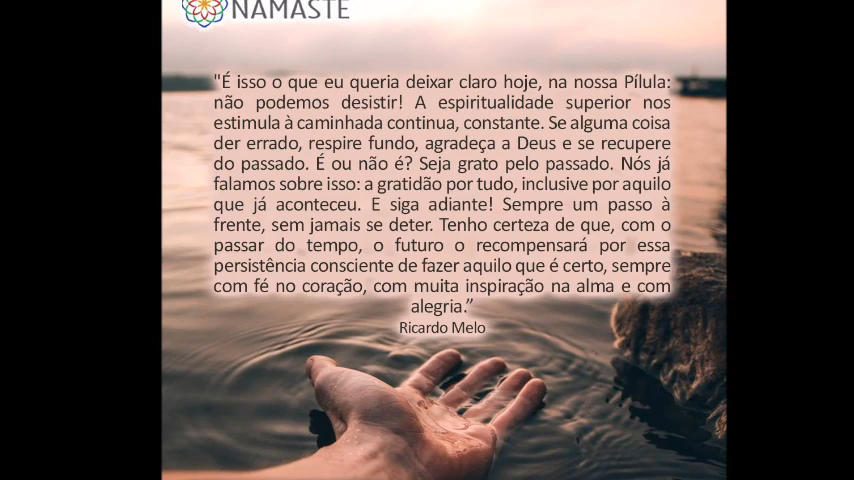 NAMASTÊ
"É isso o que eu queria deixar claro hoje, na nossa Pílula:
não podemos desistir! A espiritualidade superior nos
estimula à caminhada continua, constante. Se alguma coisa
der errado, respire fundo, agradeça a Deus e se recupere
do passado. É ou não é? Seja grato pelo passado. Nós já
falamos sobre isso: a gratidão por tudo, inclusive por aquilo
que já aconteceu. E siga adiante! Sempre um passo à
frente, sem jamais se deter. Tenho certeza de que, com o
passar do tempo, o futuro o recompensará por essa
persistência consciente de fazer aquilo que é certo, sempre
com fé no coração, com muita inspiração na alma e com
alegria.”
Ricardo Melo